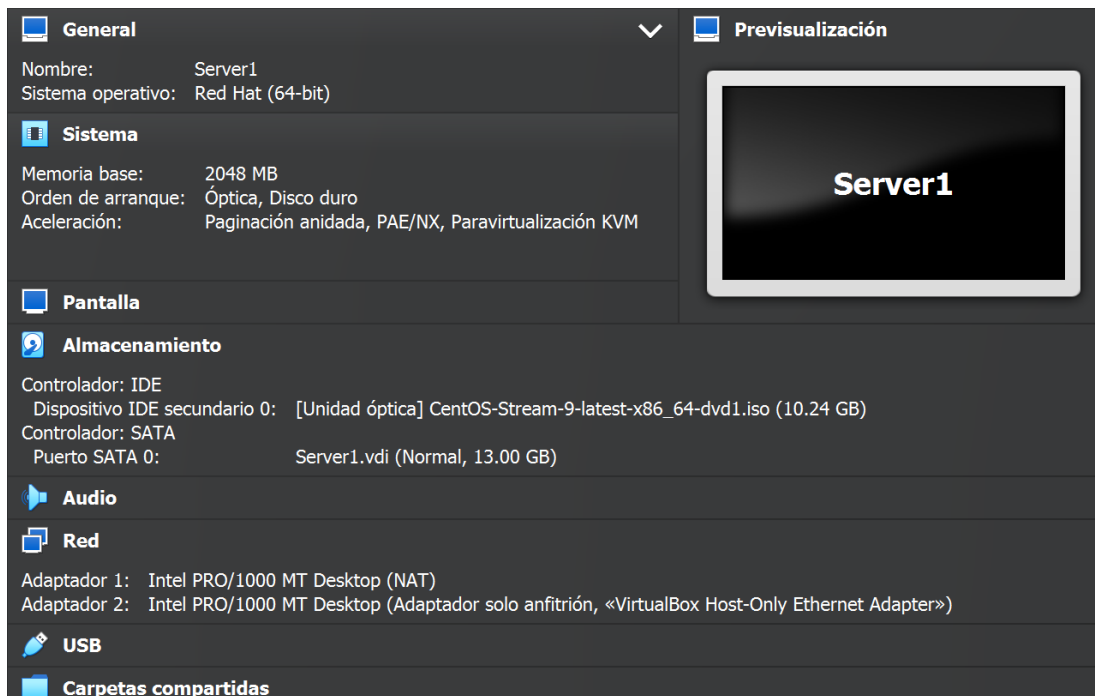 General
Nombre: Server1
Sistema operativo: Red Hat (64-bit)
Sistema
Memoria base: 2048 MB
Orden de arranque: Óptica, Disco duro
Aceleración: Paginación anidada, PAE/NX, Paravirtualización KVM
Pantalla
Previsualización
Server1
Almacenamiento
Controlador: IDE
Dispositivo IDE secundario 0: [Unidad óptica] CentOS-Stream-9-latest-x86_64-dvd1.iso (10.24 GB)
Controlador: SATA
Puerto SATA 0: Server1.vdi (Normal, 13.00 GB)
Audio
Red
Adaptador 1: Intel PRO/1000 MT Desktop (NAT)
Adaptador 2: Intel PRO/1000 MT Desktop (Adaptador solo anfitrión, «VirtualBox Host-Only Ethernet Adapter»)
USB
Carpetas compartidas